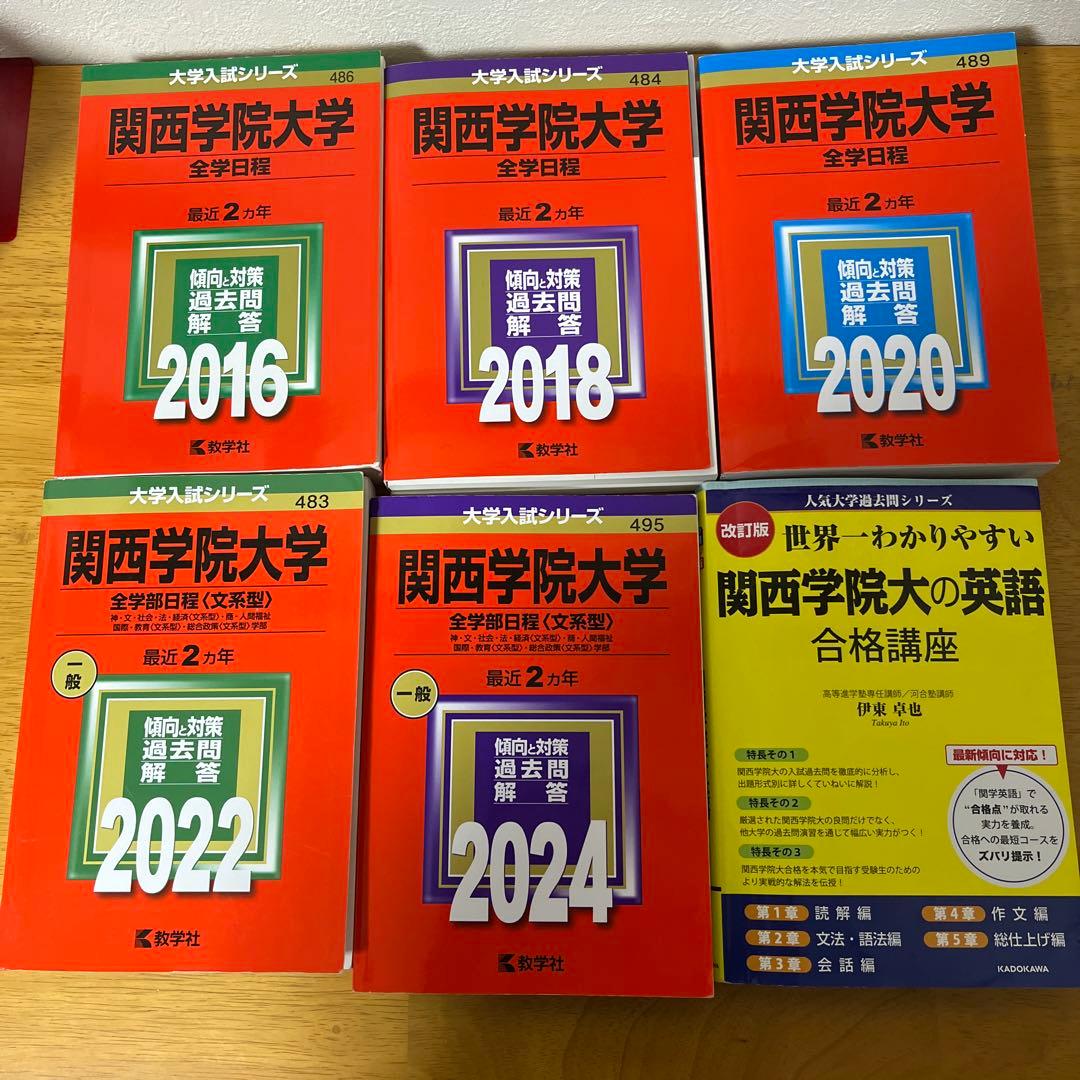 大学入試シリーズ
486
関西学院大学
全学日程
最近2カ年
傾向と対策
過去問
解答
2016
教学社
大学入試シリーズ
484
関西学院大学
全学日程
最近2カ年
傾向と対策
過去問
解答
2018
教学社
大学入試シリーズ
489
関西学院大学
全学日程
最近2カ年
傾向と対策
過去問
解答
2020
教学社
大学入試シリーズ
483
関西学院大学
全学部日程〈文系型〉
神・文・社会・法・経済〈文系型〉・商・人間福祉
国際・教育〈文系型〉・総合政策〈文系型〉学部
最近2カ年
一般
傾向と対策
過去問
解答
2022
教学社
大学入試シリーズ
495
関西学院大学
全学部日程〈文系型〉
神・文・社会・法・経済〈文系型〉・商・人間福祉
国際・教育〈文系型〉・総合政策〈文系型〉学部
最近2カ年
一般
傾向と対策
過去問
解答
2024
教学社
人気大学過去問シリーズ
改訂版
世界一わかりやすい
関西学院大の英語
合格講座
高等進学塾専任講師／河合塾講師
伊東 卓也
Takuya Ito
特長その1
関西学院大の入試過去問を徹底的に分析し、
出題形式別に詳しくていねいに解説！
特長その2
厳選された関西学院大の良問だけでなく、
他大学の過去問演習を通じて幅広い実力がつく！
特長その3
関西学院大合格を本気で目指す受験生のための
より実戦的な解法を伝授！
最新傾向に対応！
「関学英語」で
“合格点”が取れる
実力を養成。
合格への最短コースを
ズバリ提示！
第1章 読解編
第2章 文法・語法編
第3章 会話編
第4章 作文編
第5章 総仕上げ編
KADOKAWA